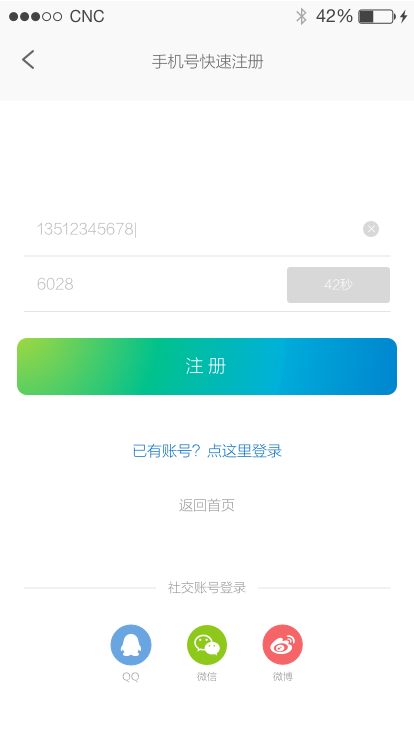 CNC 42%
手机号快速注册
13512345678
6028 42秒
注册
已有账号？点这里登录
返回首页
社交账号登录
QQ 微信 微博